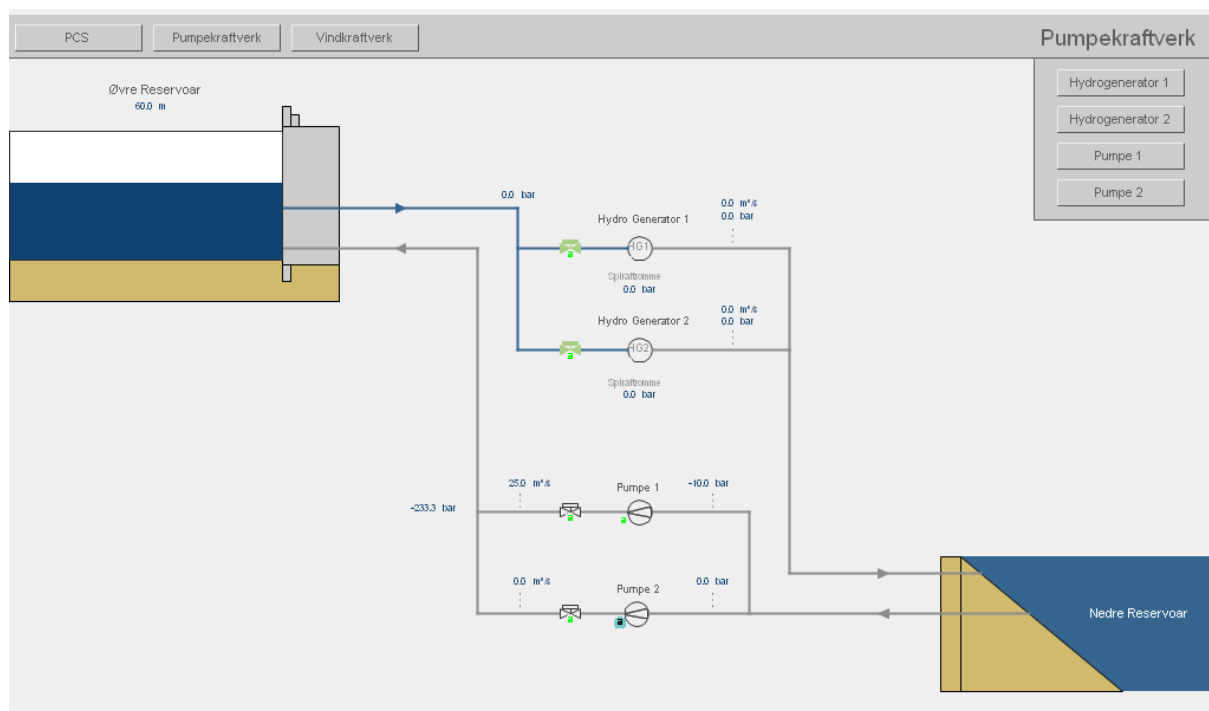 PCS
Pumpekraftverk
Vindkraftverk
Pumpekraftverk
Hydrogenerator 1
Hydrogenerator 2
Pumpe 1
Pumpe 2
Øvre Reservoar
60.0 m
0.0 bar
0.0 m³/s
0.0 bar
Hydro Generator 1
HG1
Spiraltromme
0.0 bar
0.0 m³/s
0.0 bar
Hydro Generator 2
HG2
Spiraltromme
0.0 bar
25.0 m³/s
Pumpe 1
-10.0 bar
-233.3 bar
a
a
0.0 m³/s
Pumpe 2
0.0 bar
a
a
Nedre Reservoar